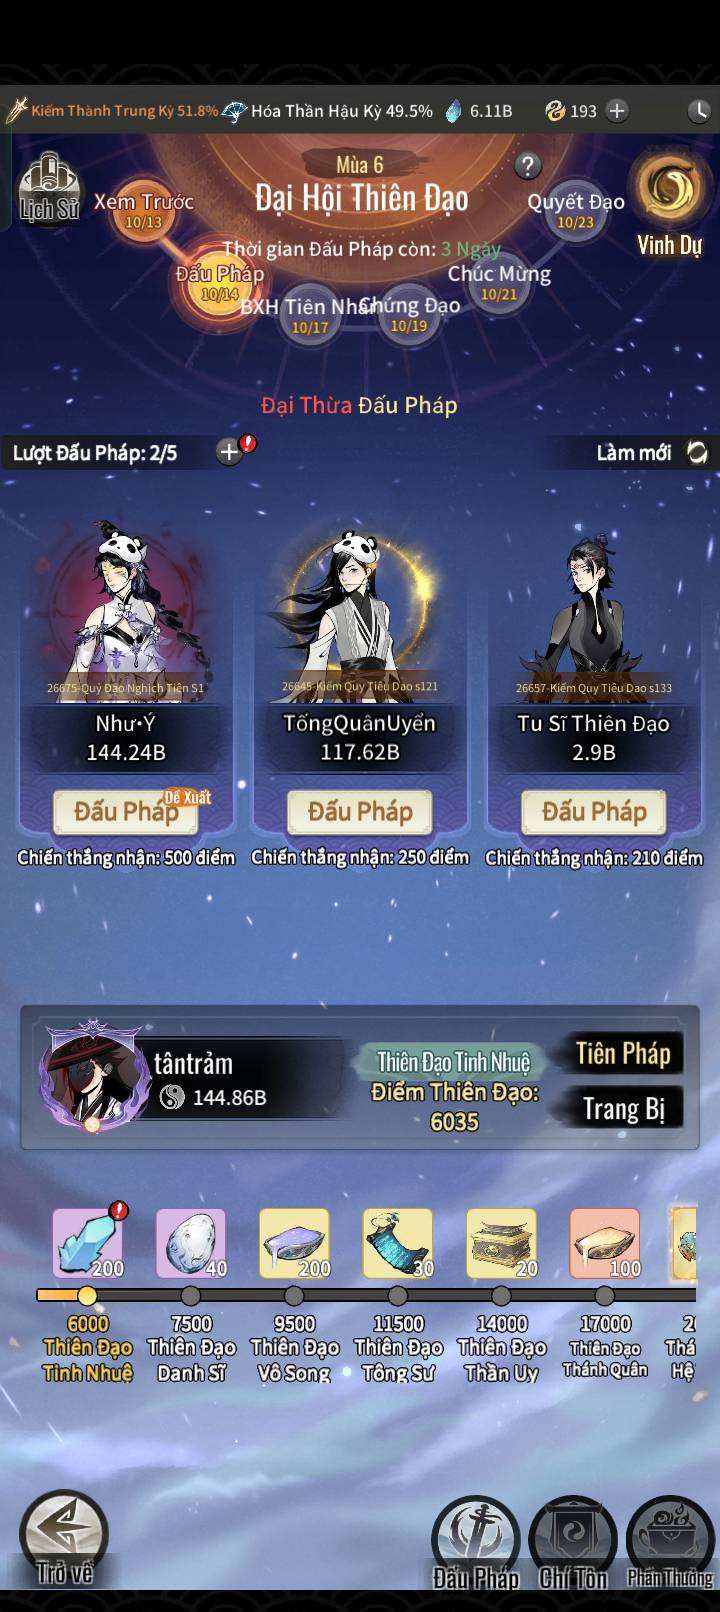 Kiếm Thành Trung Kỳ 51.8% Hóa Thần Hậu Kỳ 49.5% 6.11B 193
Mùa 6
Đại Hội Thiên Đạo
?
Lịch Sử
Xem Trước
10/13
Quyết Đạo
10/23
Vinh Dự
Thời gian Đấu Pháp còn: 3 Ngày
Đấu Pháp
10/14
BXH Tiên Nhân
10/17
Chứng Đạo
10/19
Chúc Mừng
10/21
Đại Thừa Đấu Pháp
Lượt Đấu Pháp: 2/5
Làm mới
26675-Quỷ Đạo Nghịch Tiên S1
Như•Ý
144.24B
Đấu Pháp
Đề Xuất
Chiến thắng nhận: 500 điểm
26645-Kiếm Quy Tiêu Dao s121
TốngQuânUyển
117.62B
Đấu Pháp
Chiến thắng nhận: 250 điểm
26657-Kiếm Quy Tiêu Dao s133
Tu Sĩ Thiên Đạo
2.9B
Đấu Pháp
Chiến thắng nhận: 210 điểm
tântrảm
144.86B
Thiên Đạo Tinh Nhuệ
Điểm Thiên Đạo:
6035
Tiên Pháp
Trang Bị
200
40
200
30
20
100
6000
Thiên Đạo
Tinh Nhuệ
7500
Thiên Đạo
Danh Sĩ
9500
Thiên Đạo
Vô Song
11500
Thiên Đạo
Tông Sư
14000
Thiên Đạo
Thần Uy
17000
Thiên Đạo
Thánh Quân
Trở về
Đấu Pháp
Chí Tôn
Phần Thưởng